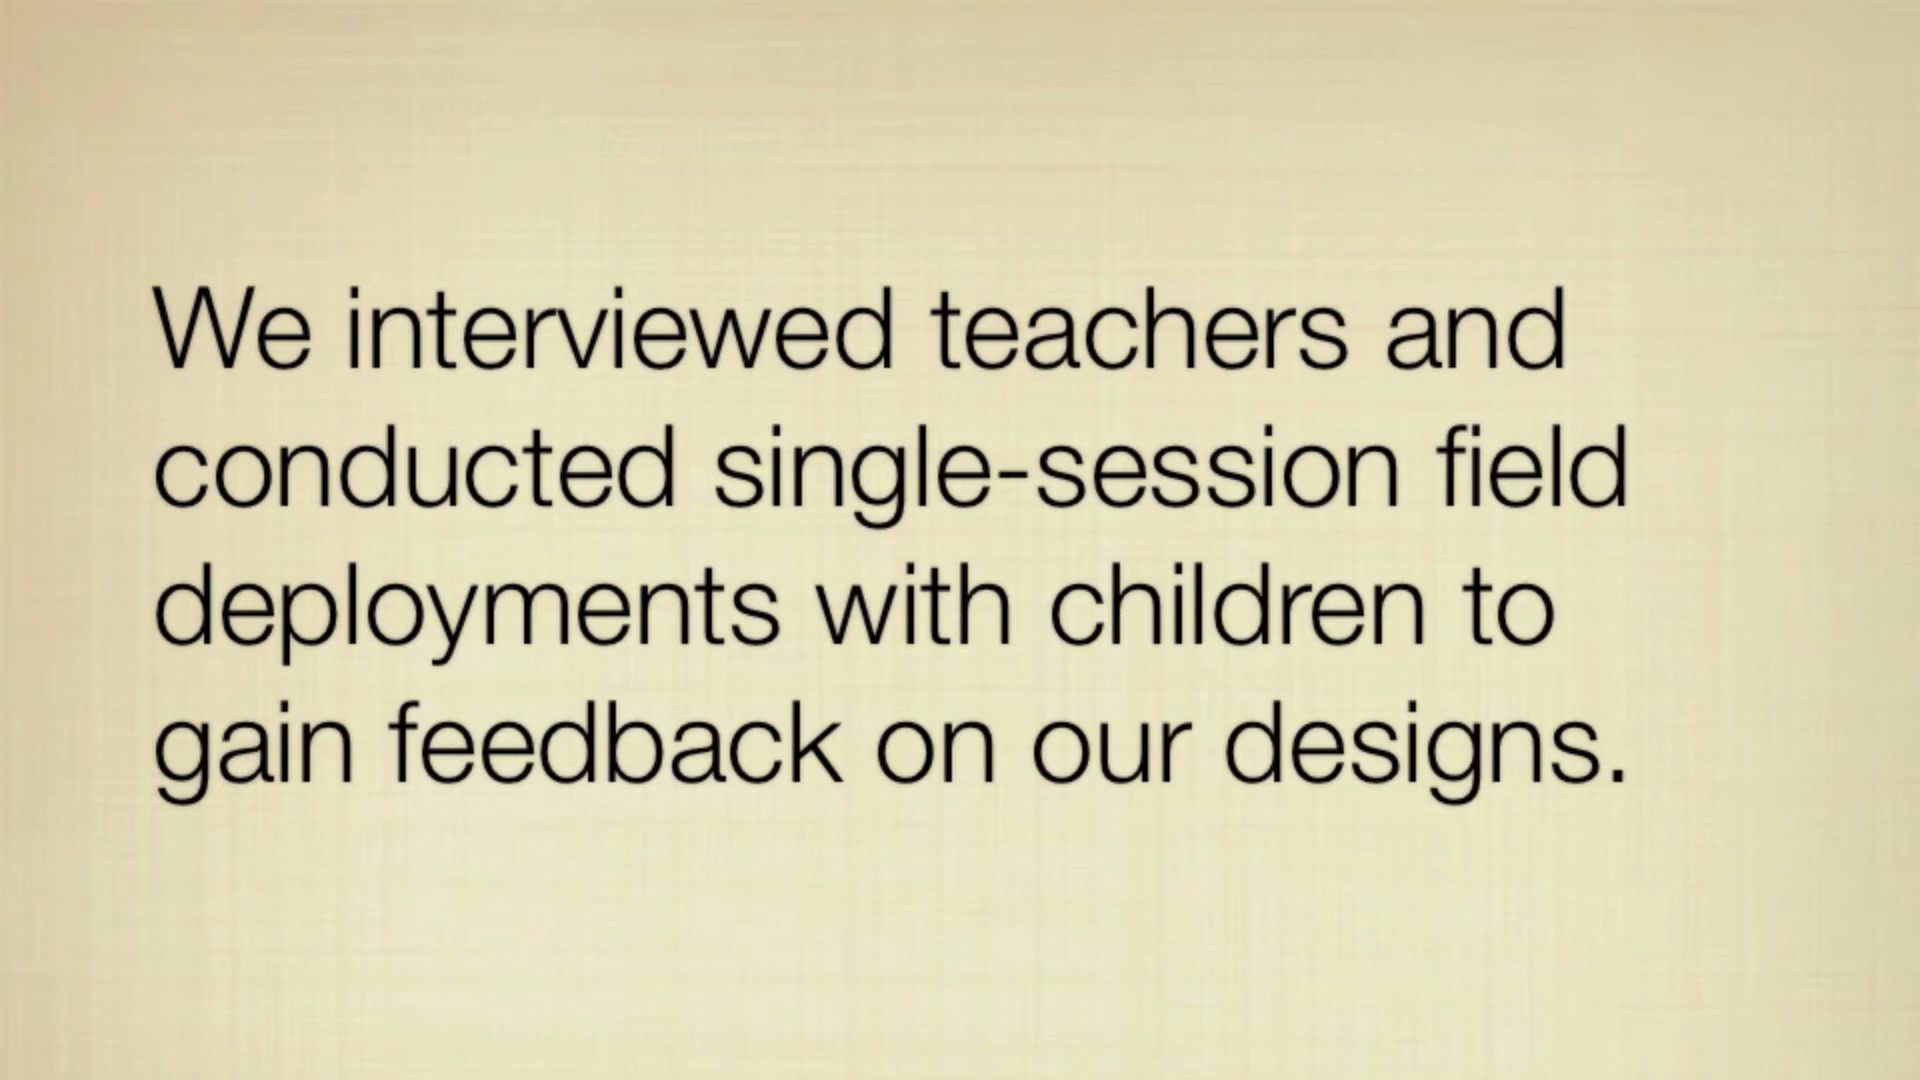 We interviewed teachers and
conducted single-session field
deployments with children to
gain feedback on our designs.